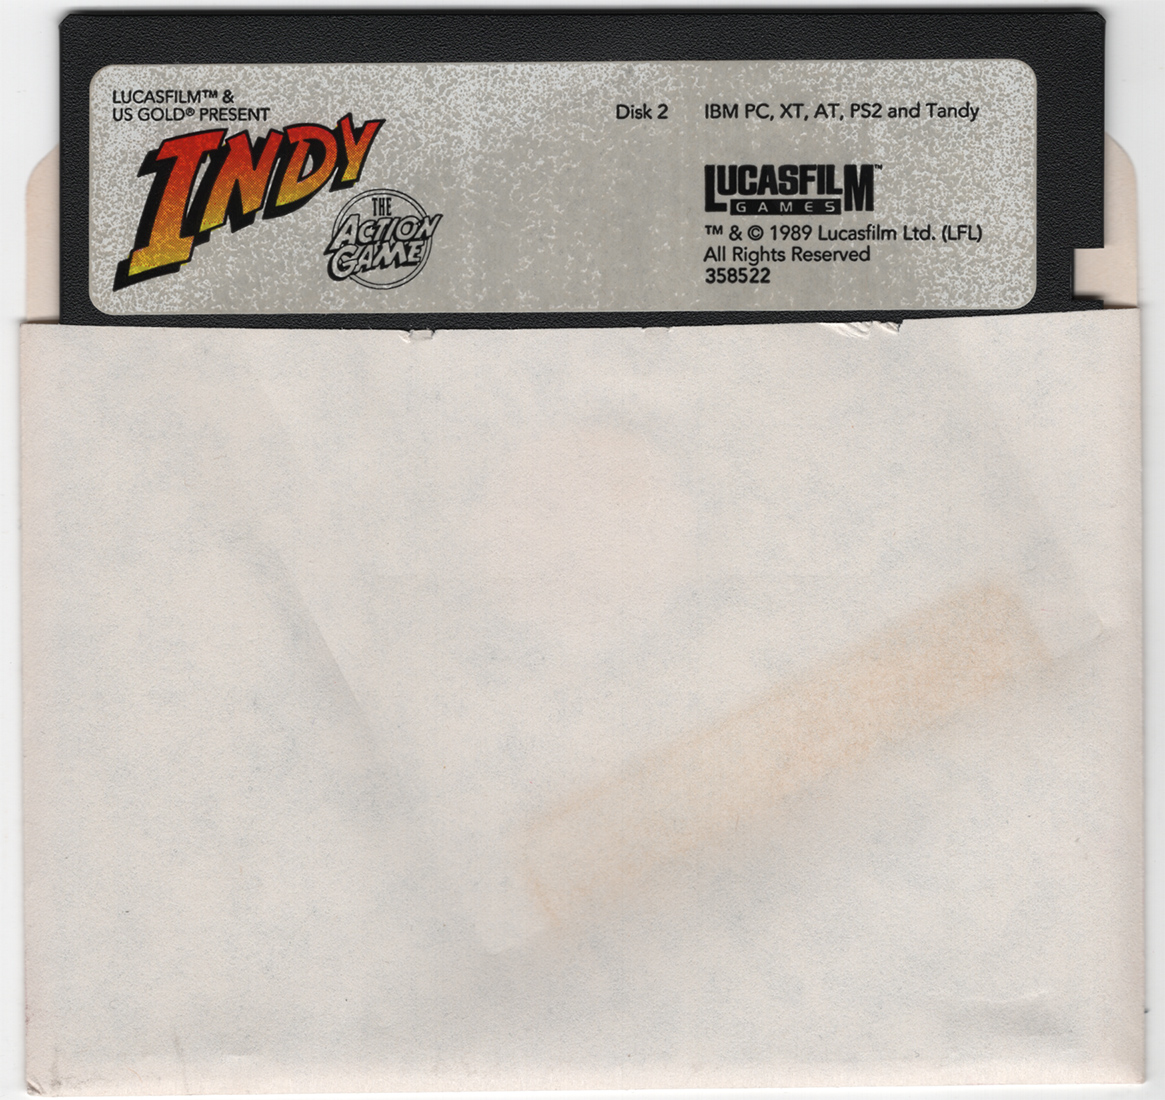 LUCASFILM™ &
US GOLD® PRESENT
INDY
THE
ACTION
GAME
Disk 2 IBM PC, XT, AT, PS2 and Tandy
LUCASFILM™
GAMES
™ & © 1989 Lucasfilm Ltd. (LFL)
All Rights Reserved
358522